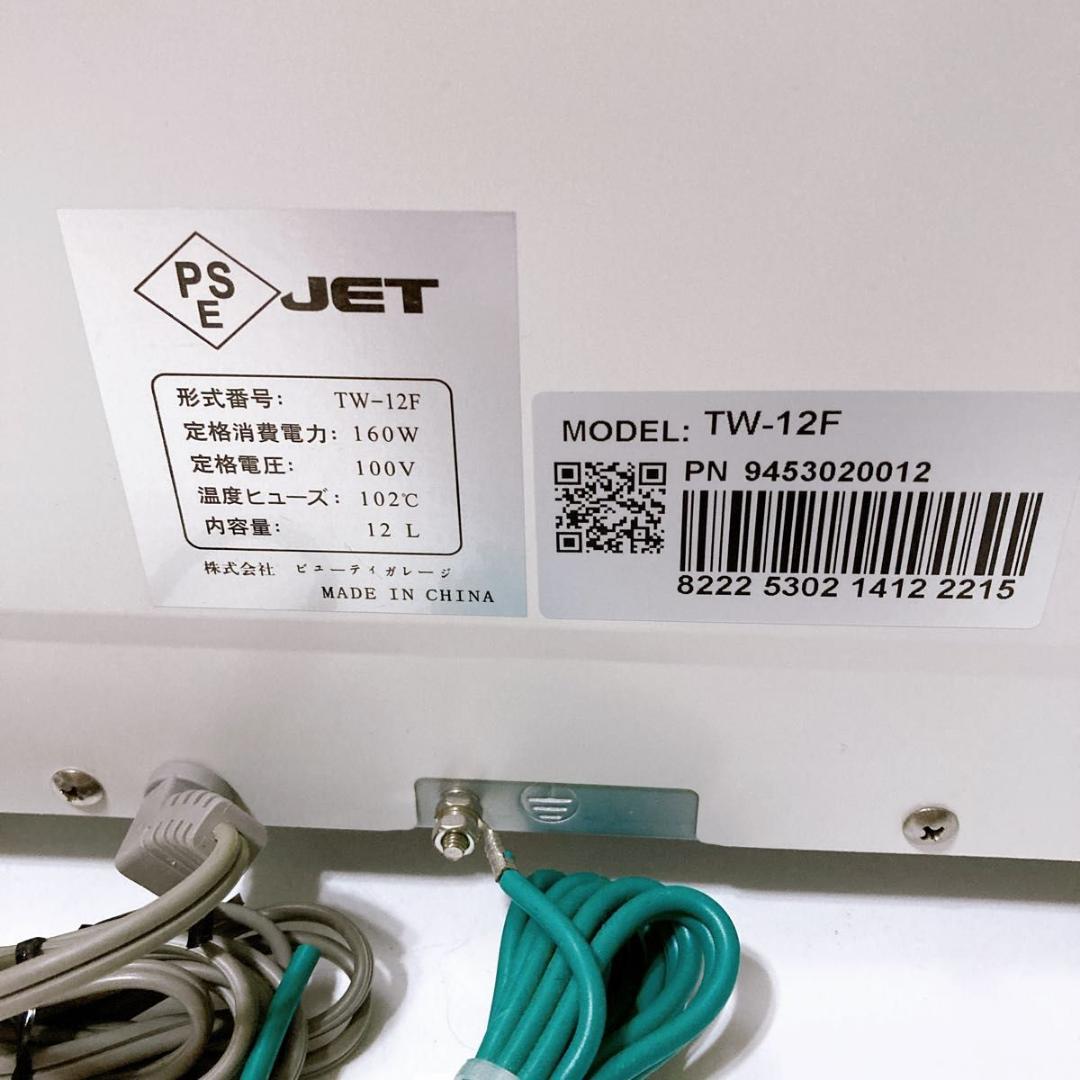 PS
E
JET
形式番号: TW-12F
定格消費電力: 160W
定格電圧: 100V
温度ヒューズ: 102℃
内容量: 12 L
株式会社 ビューティガレージ
MADE IN CHINA
MODEL: TW-12F
PN 9453020012
8222 5302 1412 2215